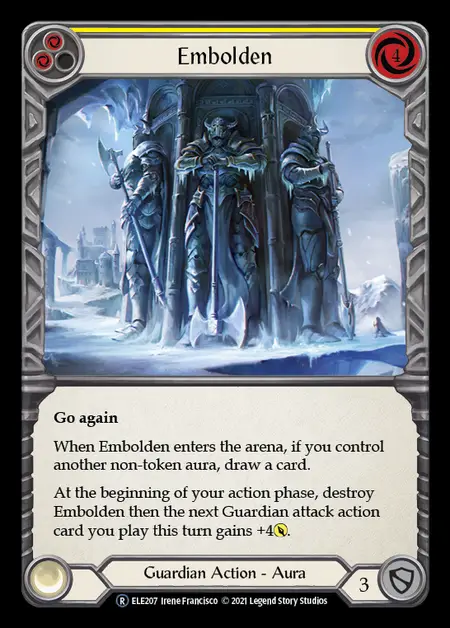 Embolden
4
Go again
When Embolden enters the arena, if you control
another non-token aura, draw a card.
At the beginning of your action phase, destroy
Embolden then the next Guardian attack action
card you play this turn gains +4.
Guardian Action - Aura
3
R ELE207 Irene Francisco © 2021 Legend Story Studios